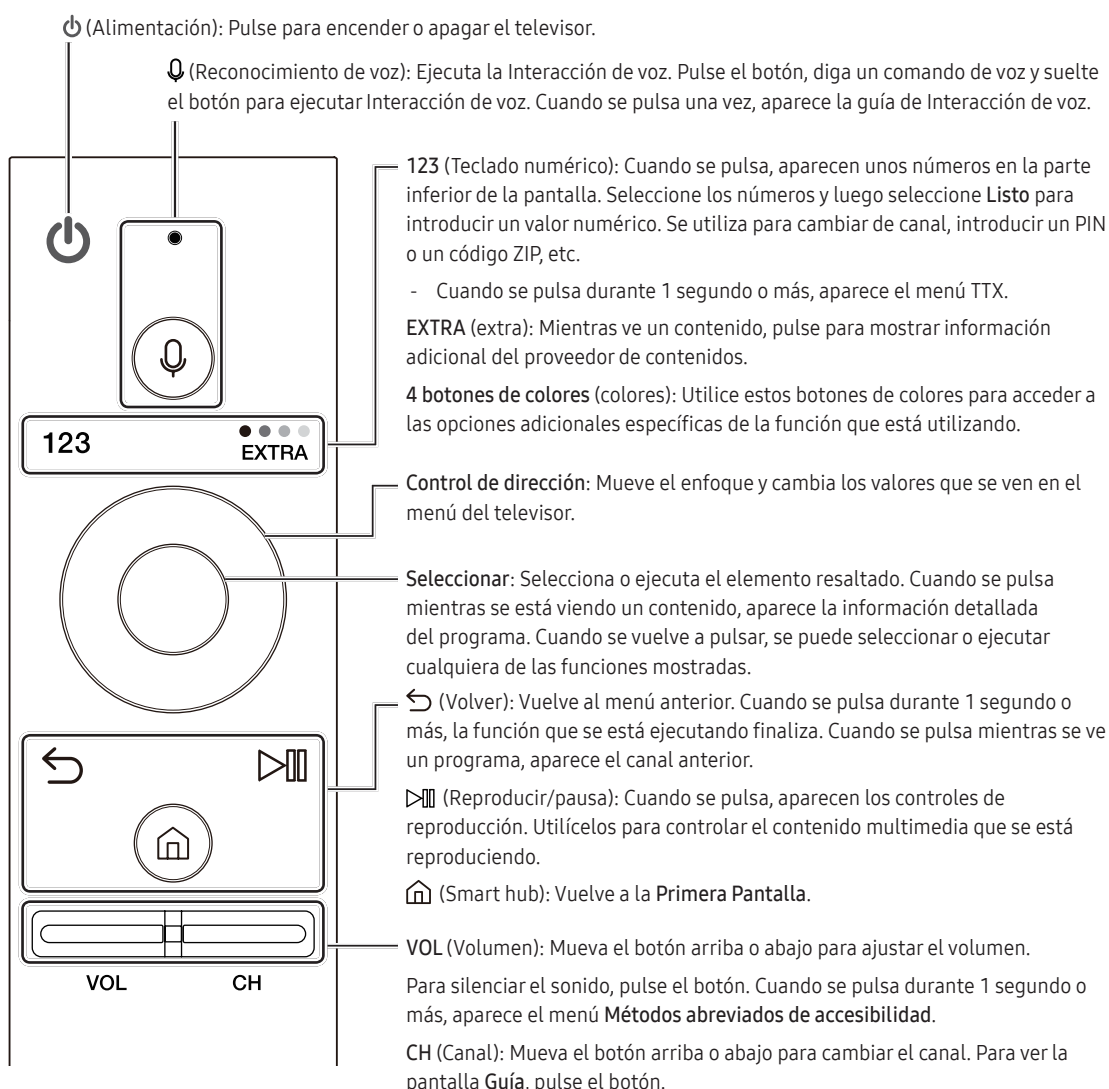 (Alimentación): Pulse para encender o apagar el televisor.
(Reconocimiento de voz): Ejecuta la Interacción de voz. Pulse el botón, diga un comando de voz y suelte
el botón para ejecutar Interacción de voz. Cuando se pulsa una vez, aparece la guía de Interacción de voz.
123 (Teclado numérico): Cuando se pulsa, aparecen unos números en la parte
inferior de la pantalla. Seleccione los números y luego seleccione Listo para
introducir un valor numérico. Se utiliza para cambiar de canal, introducir un PIN
o un código ZIP, etc.
- Cuando se pulsa durante 1 segundo o más, aparece el menú TTX.
EXTRA (extra): Mientras ve un contenido, pulse para mostrar información
adicional del proveedor de contenidos.
4 botones de colores (colores): Utilice estos botones de colores para acceder a
las opciones adicionales específicas de la función que está utilizando.
123
EXTRA
Control de dirección: Mueve el enfoque y cambia los valores que se ven en el
menú del televisor.
Seleccionar: Selecciona o ejecuta el elemento resaltado. Cuando se pulsa
mientras se está viendo un contenido, aparece la información detallada
del programa. Cuando se vuelve a pulsar, se puede seleccionar o ejecutar
cualquiera de las funciones mostradas.
(Volver): Vuelve al menú anterior. Cuando se pulsa durante 1 segundo o
más, la función que se está ejecutando finaliza. Cuando se pulsa mientras se ve
un programa, aparece el canal anterior.
(Reproducir/pausa): Cuando se pulsa, aparecen los controles de
reproducción. Utilícelos para controlar el contenido multimedia que se está
reproduciendo.
(Smart hub): Vuelve a la Primera Pantalla.
VOL (Volumen): Mueva el botón arriba o abajo para ajustar el volumen.
Para silenciar el sonido, pulse el botón. Cuando se pulsa durante 1 segundo o
más, aparece el menú Métodos abreviados de accesibilidad.
CH (Canal): Mueva el botón arriba o abajo para cambiar el canal. Para ver la
pantalla Guía, pulse el botón.
VOL
CH